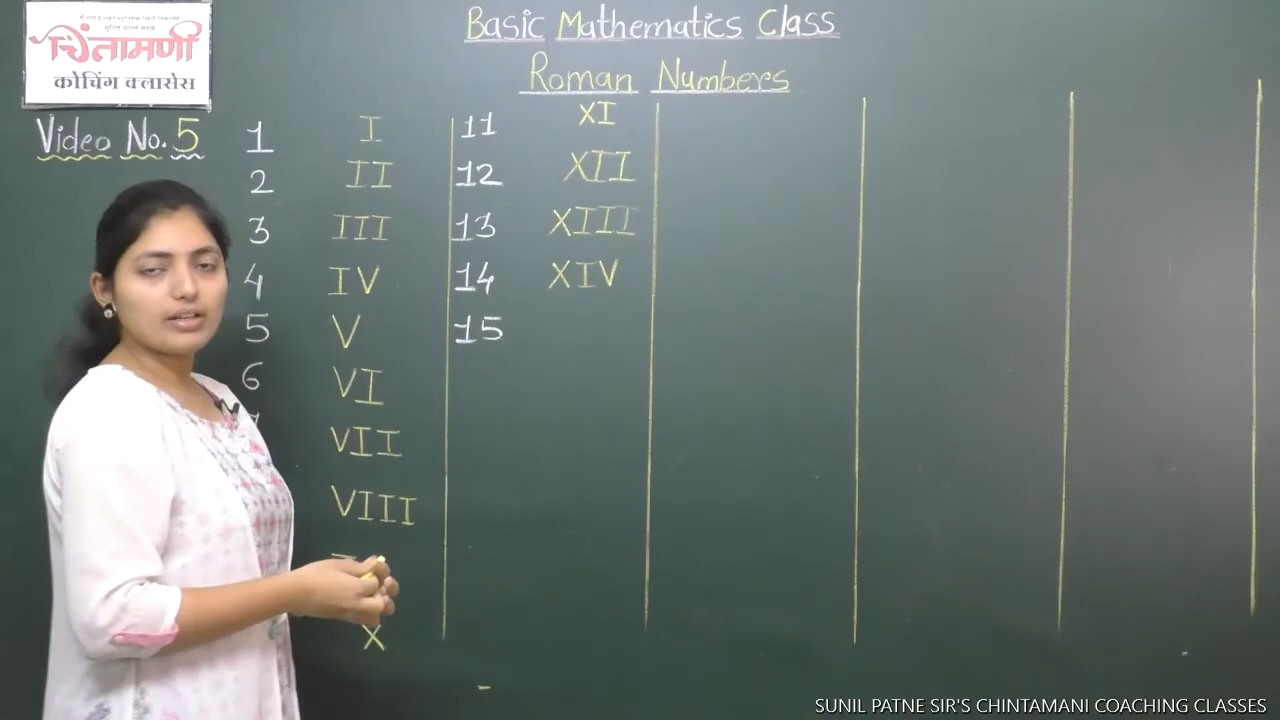 चिंतामणी
कोचिंग क्लासेस
Basic Mathematics Class
Roman Numbers
Video No. 5
1 I
2 II
3 III
4 IV
5 V
6 VI
VII
VIII
X
11 XI
12 XII
13 XIII
14 XIV
15
SUNIL PATNE SIR'S CHINTAMANI COACHING CLASSES